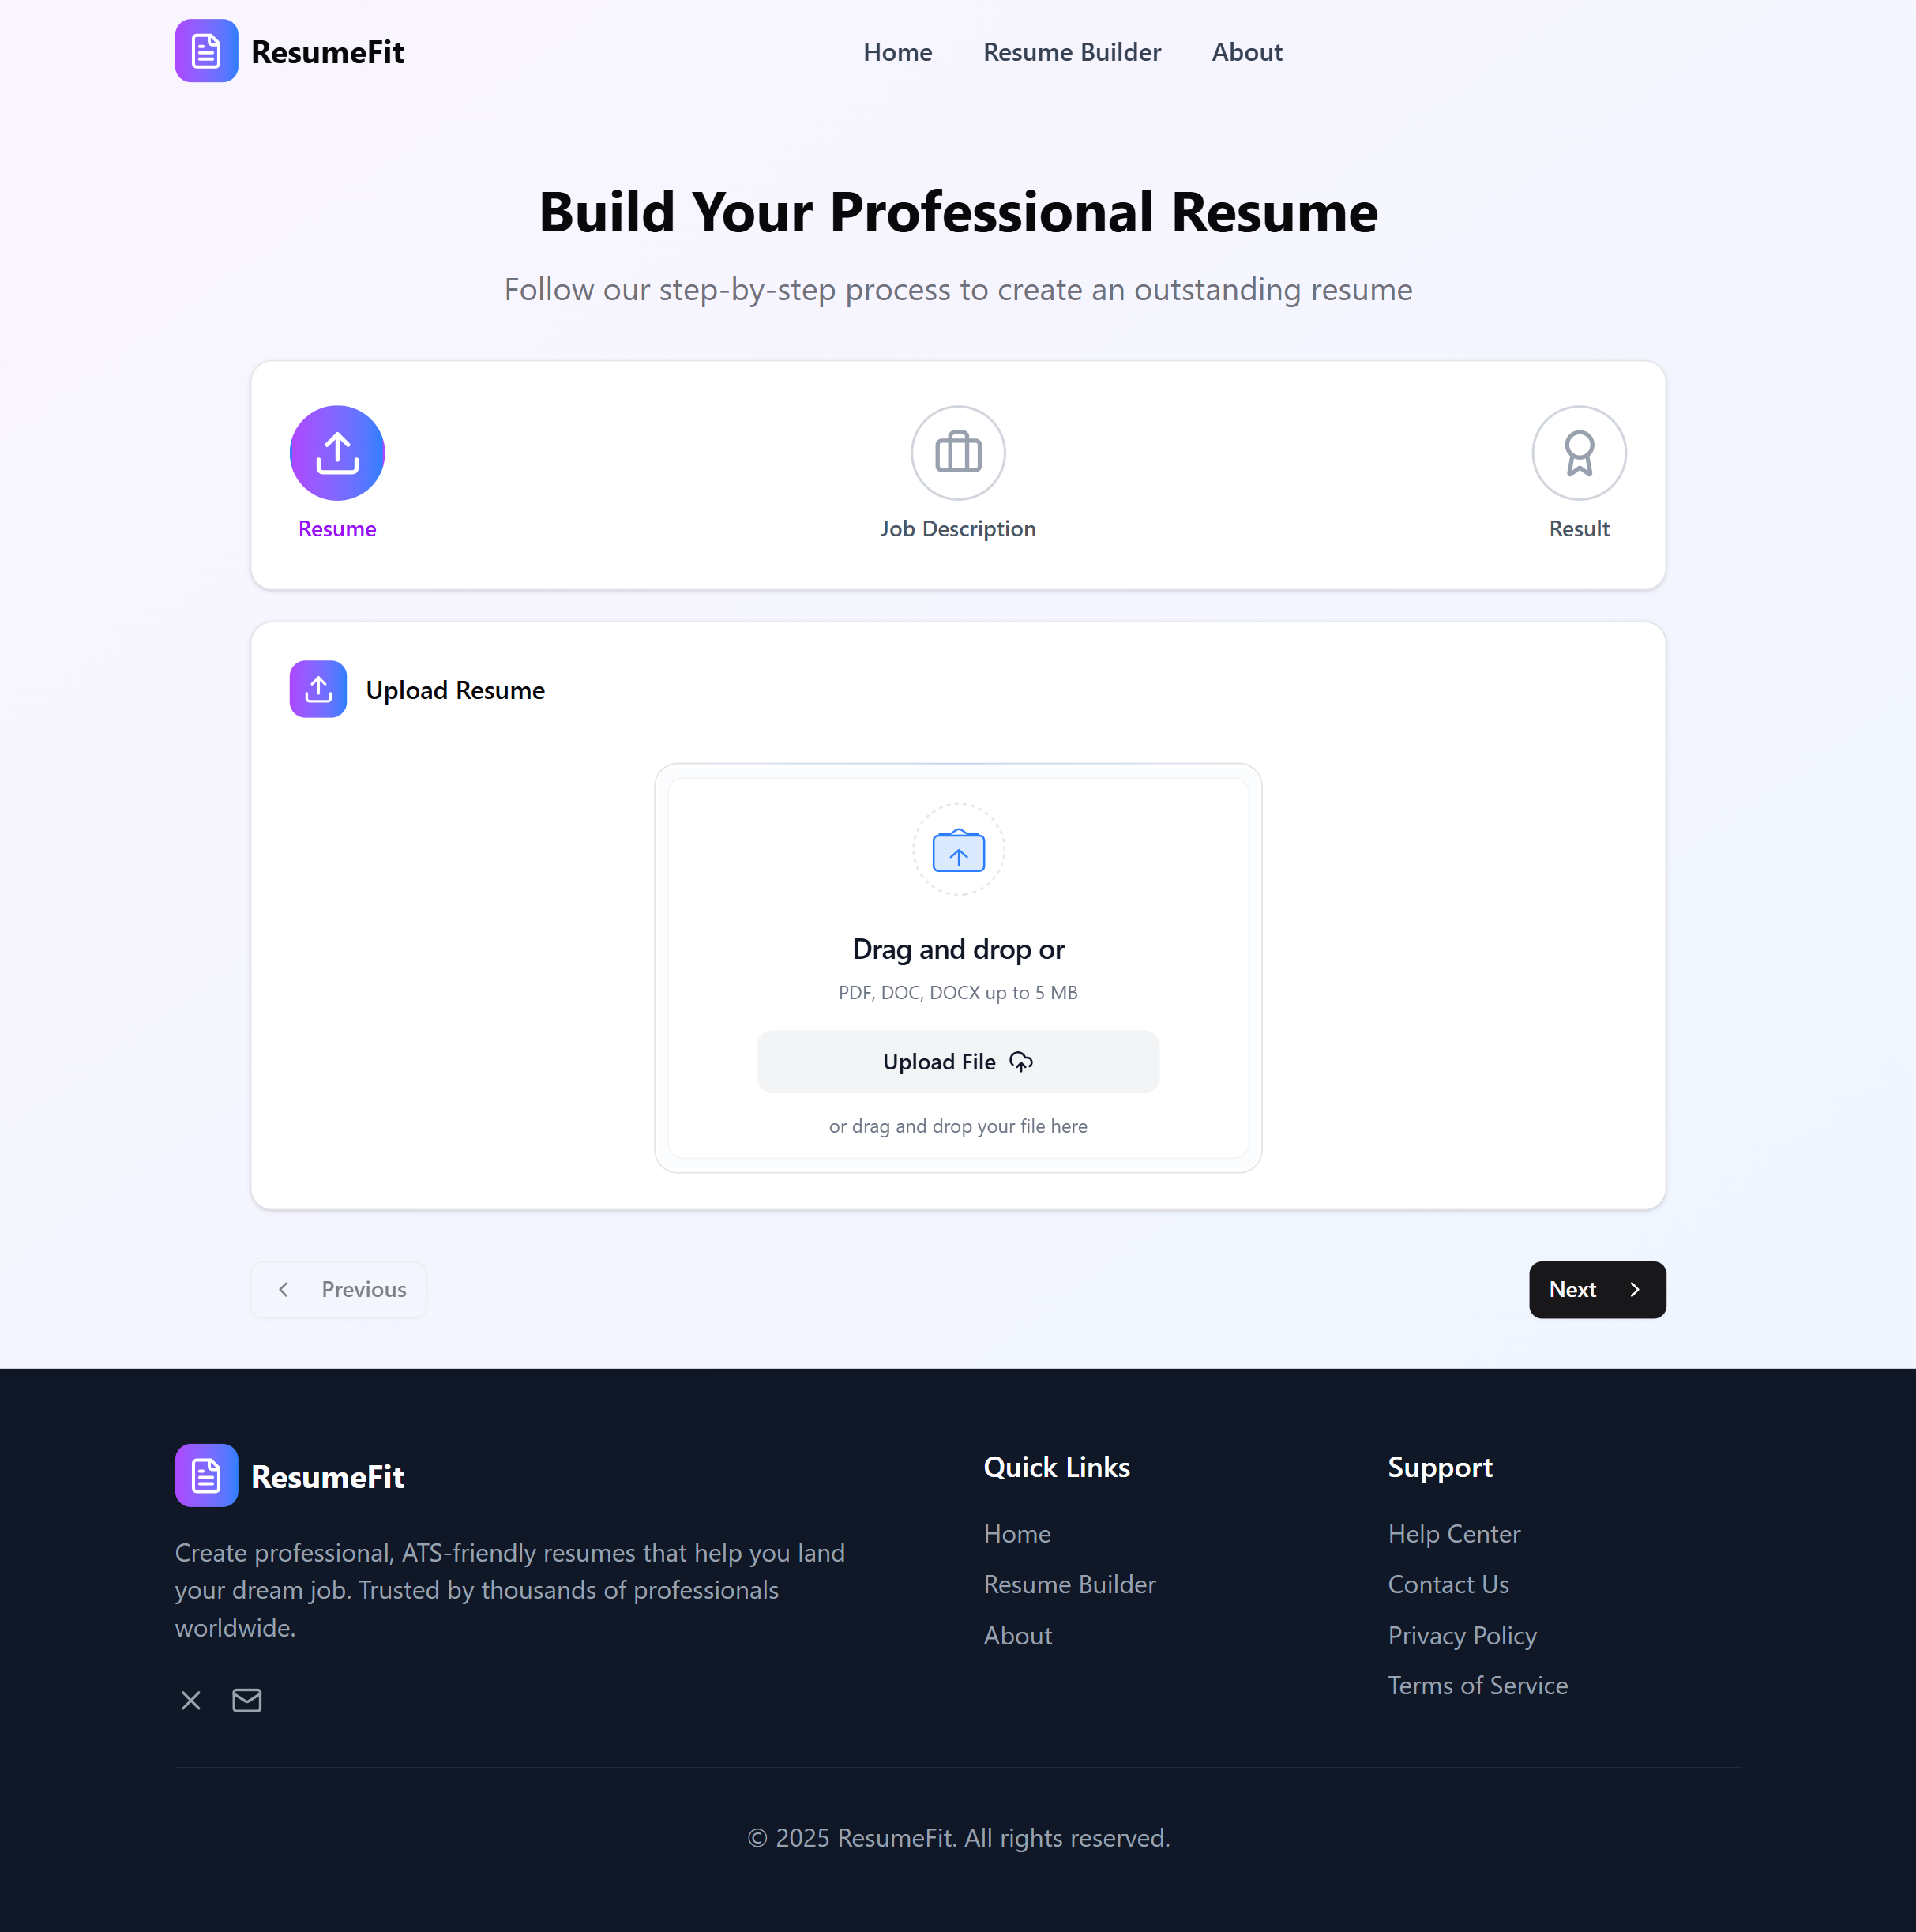 ResumeFit
Home
Resume Builder
About
Build Your Professional Resume
Follow our step-by-step process to create an outstanding resume
Resume
Job Description
Result
Upload Resume
Drag and drop or
PDF, DOC, DOCX up to 5 MB
Upload File
or drag and drop your file here
Previous
Next
ResumeFit
Create professional, ATS-friendly resumes that help you land
your dream job. Trusted by thousands of professionals
worldwide.
Quick Links
Home
Resume Builder
About
Support
Help Center
Contact Us
Privacy Policy
Terms of Service
© 2025 ResumeFit. All rights reserved.